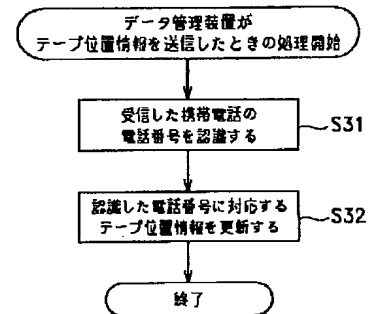 データ管理装置が
テープ位置情報を送信したときの処理開始
受信した携帯電話の
電話番号を認識する
S31
認識した電話番号に対応する
テープ位置情報を更新する
S32
終了